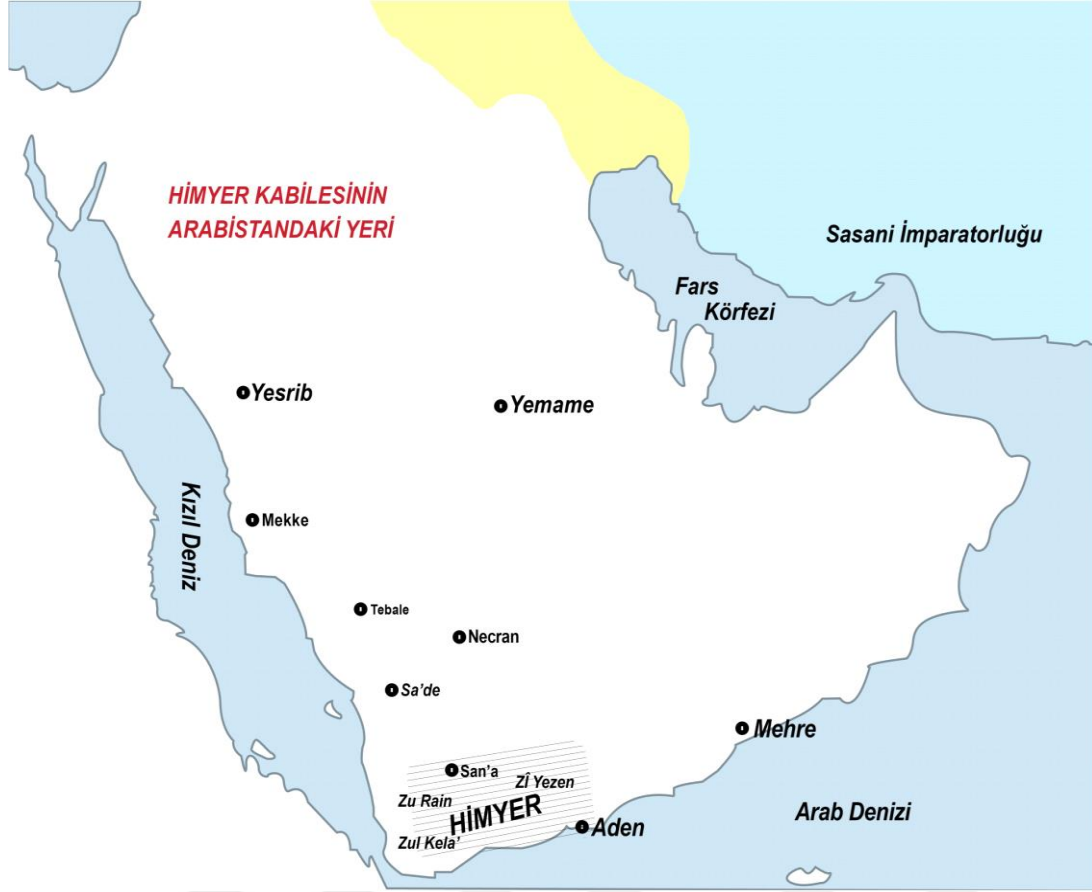 HİMYER KABİLESİNİN
ARABİSTANDAKİ YERİ
Sasani İmparatorluğu
Fars
Körfezi
Yesrib
Yemame
Kızıl Deniz
Mekke
Tebale
Necran
Sa'de
Mehre
San'a
Zî Yezen
Zu Rain
HİMYER
Zul Kela'
Aden
Arab Denizi